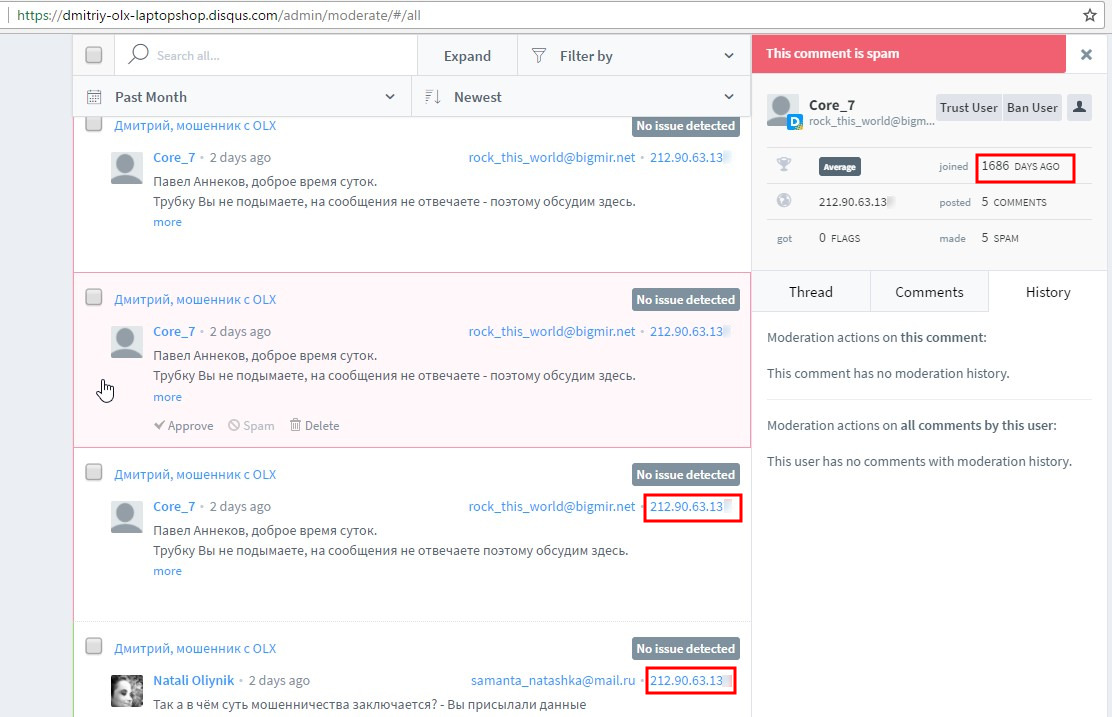 https://dmitriy-olx-laptopshop.disqus.com/admin/moderate/#/all
Search all...
Expand
Filter by
Past Month
Newest
Дмитрий, мошенник с OLX
No issue detected
Core_7 • 2 days ago
rock_this_world@bigmir.net • 212.90.63.13
Павел Аннеков, доброе время суток.
Трубку Вы не подымаете, на сообщения не отвечаете - поэтому обсудим здесь.
more
Дмитрий, мошенник с OLX
No issue detected
Core_7 • 2 days ago
rock_this_world@bigmir.net • 212.90.63.13
Павел Аннеков, доброе время суток.
Трубку Вы не подымаете, на сообщения не отвечаете - поэтому обсудим здесь.
more
Approve
Spam
Delete
Дмитрий, мошенник с OLX
No issue detected
Core_7 • 2 days ago
rock_this_world@bigmir.net • 212.90.63.13
Павел Аннеков, доброе время суток.
Трубку Вы не подымаете, на сообщения не отвечаете поэтому обсудим здесь.
more
Дмитрий, мошенник с OLX
No issue detected
Natali Oliynik • 2 days ago
samanta_natashka@mail.ru • 212.90.63.13
Так а в чём суть мошенничества заключается? - Вы присылали данные
This comment is spam
Core_7
rock_this_world@bigm...
Trust User
Ban User
D
Average
joined 1686 DAYS AGO
212.90.63.13
posted 5 COMMENTS
got 0 FLAGS
made 5 SPAM
Thread
Comments
History
Moderation actions on this comment:
This comment has no moderation history.
Moderation actions on all comments by this user:
This user has no comments with moderation history.